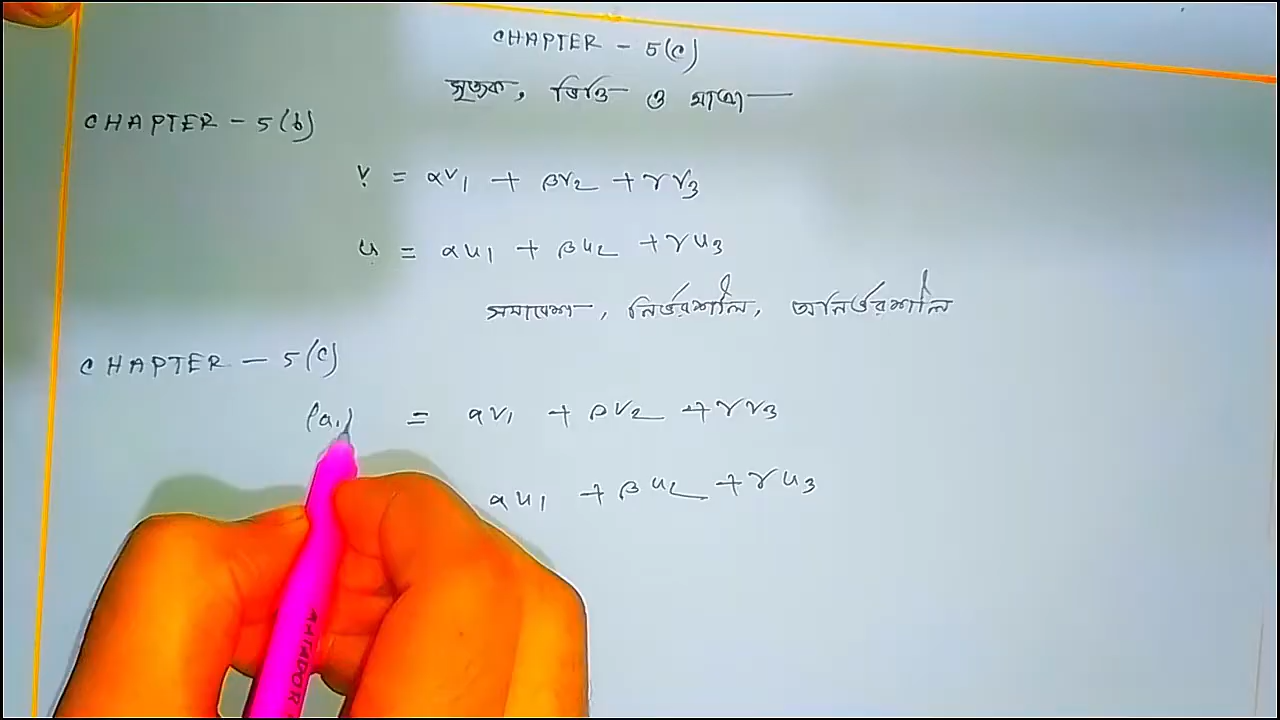 CHAPTER – 5(c)
সূত্রক, ভিত্তি ও মাত্রা —
CHAPTER – 5(b)
v = αv₁ + βv₂ + γv₃
u = αu₁ + βu₂ + γu₃
সমাবেশ, নির্ভরশীল, অনির্ভরশীল
CHAPTER – 5(c)
(a.) = αv₁ + βv₂ + γv₃
αu₁ + βu₂ + γu₃
MATADOR